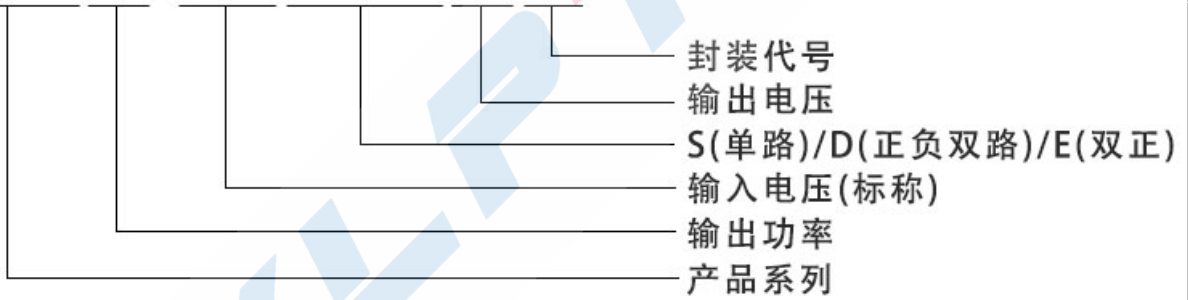 封装代号
输出电压
S(单路)/D(正负双路)/E(双正)
输入电压(标称)
输出功率
产品系列